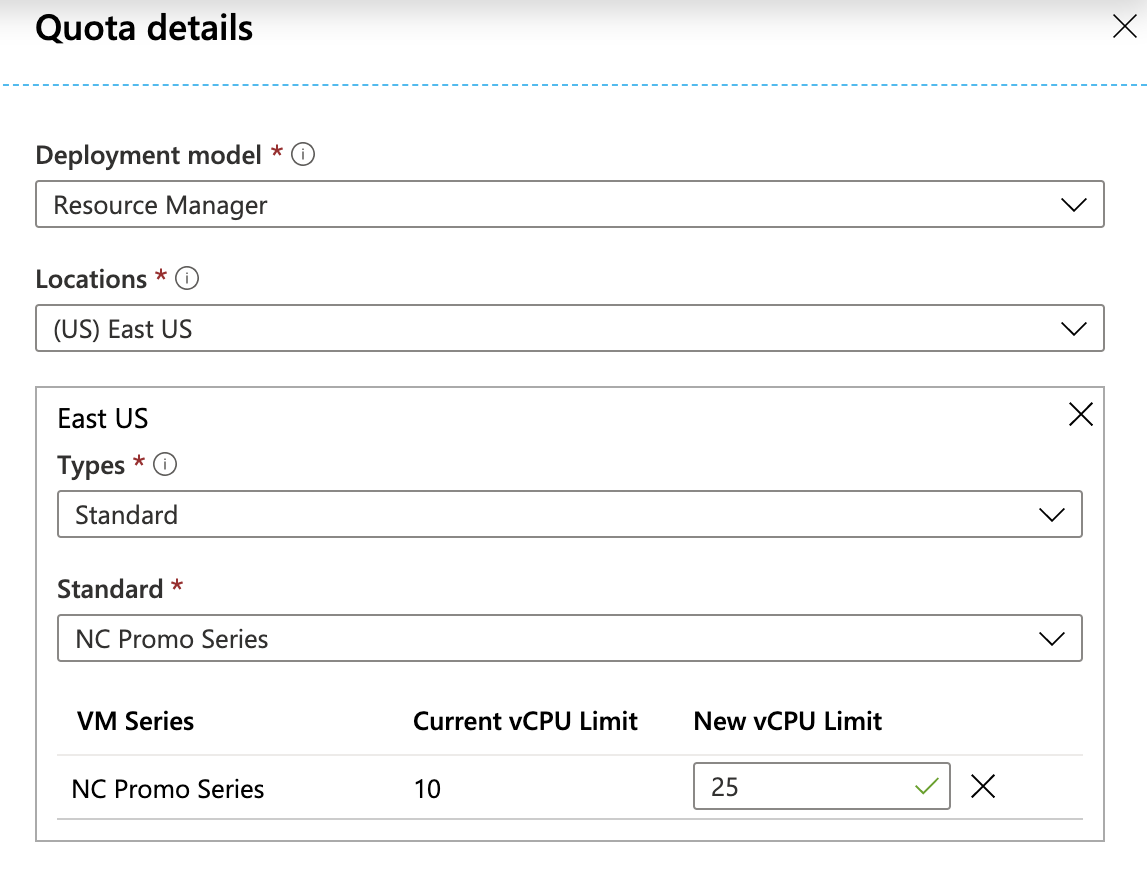 Quota details
Deployment model *
Resource Manager
Locations *
(US) East US
East US
Types *
Standard
Standard *
NC Promo Series
VM Series Current vCPU Limit New vCPU Limit
NC Promo Series 10 25